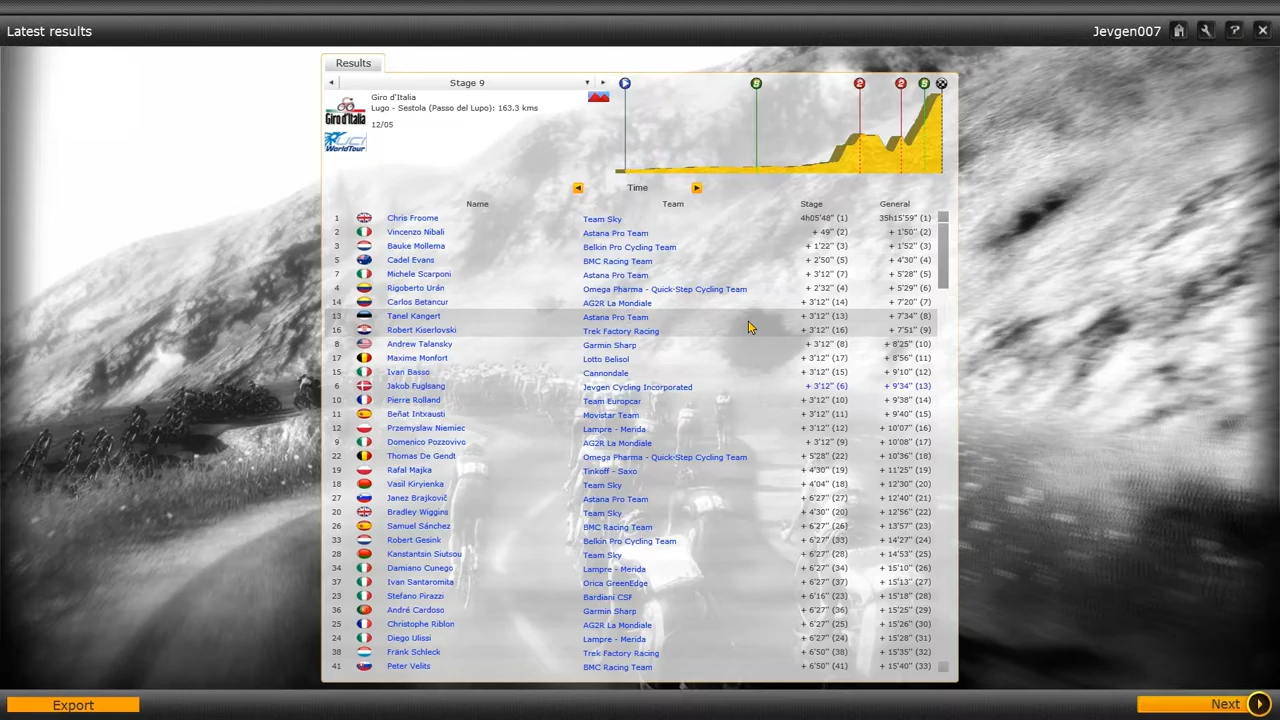 Latest results
Jevgen007
Results
Stage 9
Giro d'Italia
Lugo - Sestola (Passo del Lupo): 163.3 kms
12/05
Giro d'Italia
UCI WorldTour
S 2 2 S
Time
Name Team Stage General
1 Chris Froome Team Sky 4h05'48'' (1) 35h15'59'' (1)
2 Vincenzo Nibali Astana Pro Team + 49'' (2) + 1'50'' (2)
3 Bauke Mollema Belkin Pro Cycling Team + 1'22'' (3) + 1'52'' (3)
5 Cadel Evans BMC Racing Team + 2'50'' (5) + 4'30'' (4)
7 Michele Scarponi Astana Pro Team + 3'12'' (7) + 5'28'' (5)
4 Rigoberto Urán Omega Pharma - Quick-Step Cycling Team + 2'32'' (4) + 5'29'' (6)
14 Carlos Betancur AG2R La Mondiale + 3'12'' (14) + 7'20'' (7)
13 Tanel Kangert Astana Pro Team + 3'12'' (13) + 7'34'' (8)
16 Robert Kiserlovski Trek Factory Racing + 3'12'' (16) + 7'51'' (9)
8 Andrew Talansky Garmin Sharp + 3'12'' (8) + 8'25'' (10)
17 Maxime Monfort Lotto Belisol + 3'12'' (17) + 8'56'' (11)
15 Ivan Basso Cannondale + 3'12'' (15) + 9'10'' (12)
6 Jakob Fuglsang Jevgen Cycling Incorporated + 3'12'' (6) + 9'34'' (13)
10 Pierre Rolland Team Europcar + 3'12'' (10) + 9'38'' (14)
11 Beñat Intxausti Movistar Team + 3'12'' (11) + 9'40'' (15)
12 Przemyslaw Niemiec Lampre - Merida + 3'12'' (12) + 10'07'' (16)
9 Domenico Pozzovivo AG2R La Mondiale + 3'12'' (9) + 10'08'' (17)
22 Thomas De Gendt Omega Pharma - Quick-Step Cycling Team + 5'28'' (22) + 10'36'' (18)
19 Rafal Majka Tinkoff - Saxo + 4'30'' (19) + 11'25'' (19)
18 Vasil Kiryienka Team Sky + 4'04'' (18) + 12'30'' (20)
27 Janez Brajkovič Astana Pro Team + 6'27'' (27) + 12'40'' (21)
20 Bradley Wiggins Team Sky + 4'30'' (20) + 12'56'' (22)
26 Samuel Sánchez BMC Racing Team + 6'27'' (26) + 13'57'' (23)
33 Robert Gesink Belkin Pro Cycling Team + 6'27'' (33) + 14'27'' (24)
28 Kanstantsin Siutsou Team Sky + 6'27'' (28) + 14'53'' (25)
34 Damiano Cunego Lampre - Merida + 6'27'' (34) + 15'10'' (26)
37 Ivan Santaromita Orica GreenEdge + 6'27'' (37) + 15'13'' (27)
23 Stefano Pirazzi Bardiani CSF + 6'16'' (23) + 15'18'' (28)
36 André Cardoso Garmin Sharp + 6'27'' (36) + 15'25'' (29)
25 Christophe Riblon AG2R La Mondiale + 6'27'' (25) + 15'26'' (30)
24 Diego Ulissi Lampre - Merida + 6'27'' (24) + 15'28'' (31)
38 Fränk Schleck Trek Factory Racing + 6'50'' (38) + 15'35'' (32)
41 Peter Velits BMC Racing Team + 6'50'' (41) + 15'40'' (33)
Export
Next